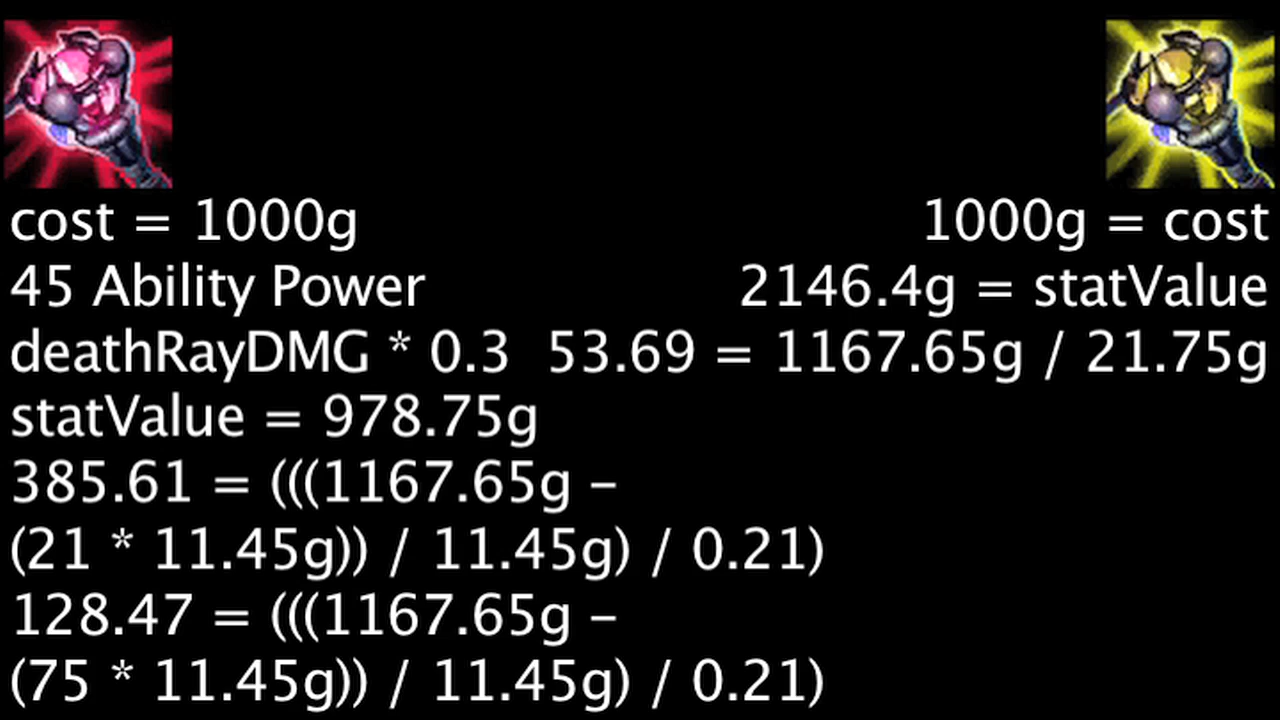 cost = 1000g
1000g = cost
45 Ability Power
2146.4g = statValue
deathRayDMG * 0.3
53.69 = 1167.65g / 21.75g
statValue = 978.75g
385.61 = (((1167.65g –
(21 * 11.45g)) / 11.45g) / 0.21)
128.47 = (((1167.65g –
(75 * 11.45g)) / 11.45g) / 0.21)